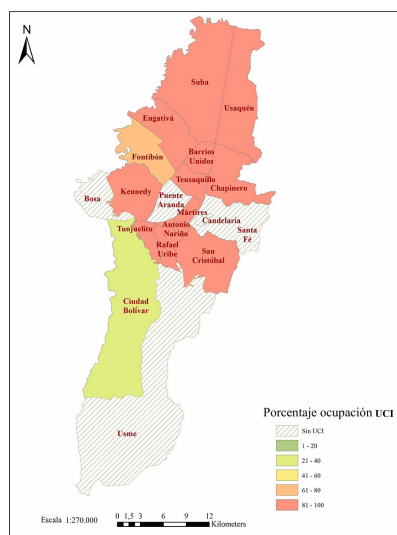 N
Suba
Usaquén
Engativá
Barrios
Unidos
Fontibón
Teusaquillo
Chapinero
Kennedy
Puente
Aranda
Bosa
Mártires
Candelaria
Santa
Fé
Tunjuelito
Antonio
Nariño
Rafael
Uribe
San
Cristóbal
Ciudad
Bolívar
Usme
Porcentaje ocupación UCI
Sin UCI
1 - 20
21 - 40
41 - 60
61 - 80
81 - 100
Escala 1:270.000
0 1,5 3 6 9 12
Kilometers